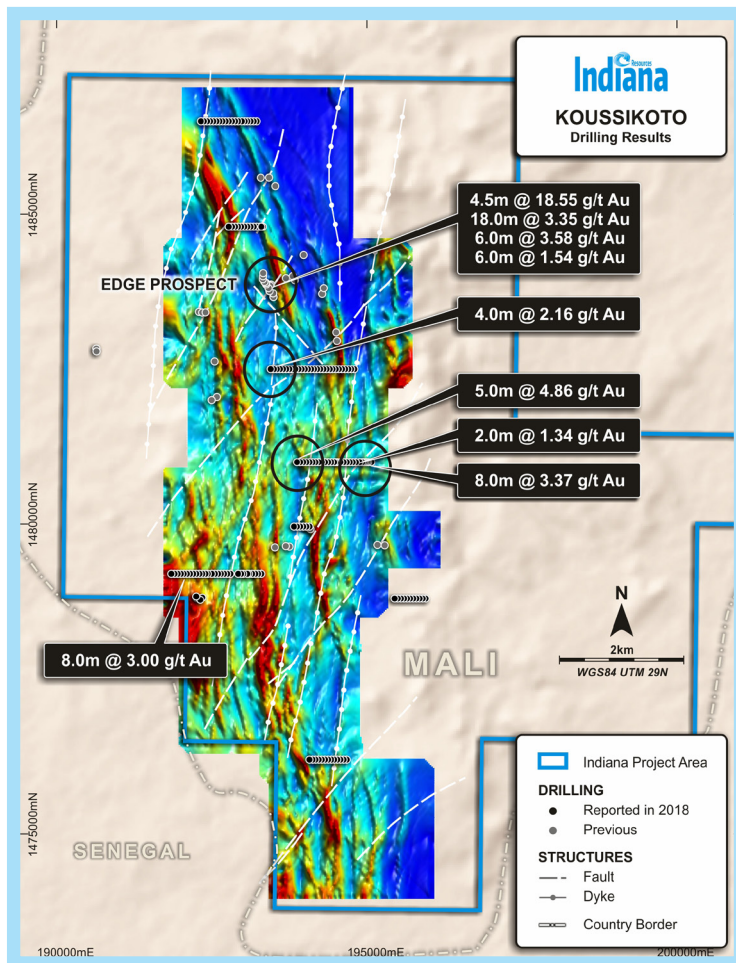 Resources
Indiana
KOUSSIKOTO
Drilling Results
1485000mN
4.5m @ 18.55 g/t Au
18.0m @ 3.35 g/t Au
6.0m @ 3.58 g/t Au
6.0m @ 1.54 g/t Au
EDGE PROSPECT
4.0m @ 2.16 g/t Au
5.0m @ 4.86 g/t Au
2.0m @ 1.34 g/t Au
8.0m @ 3.37 g/t Au
1480000mN
N
2km
WGS84 UTM 29N
8.0m @ 3.00 g/t Au
MALI
Indiana Project Area
DRILLING
Reported in 2018
Previous
STRUCTURES
Fault
Dyke
Country Border
1475000mN
SENEGAL
190000mE
195000mE
200000mE